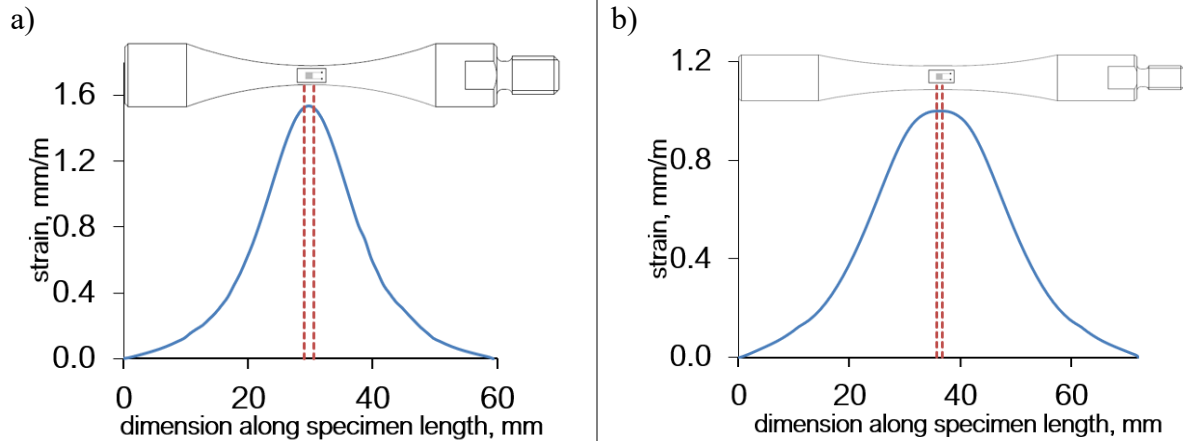 a)
1.6
1.2
0.8
0.4
0.0
strain, mm/m
0 20 40 60
dimension along specimen length, mm
b)
1.2
0.8
0.4
0.0
strain, mm/m
0 20 40 60
dimension along specimen length, mm